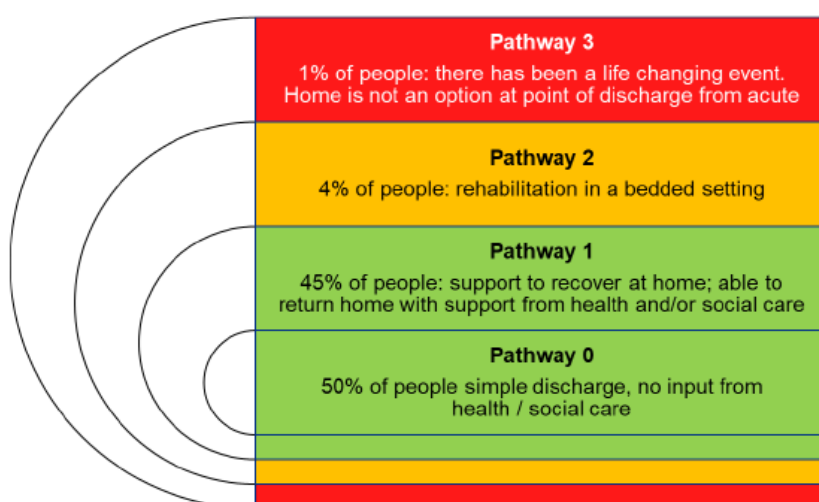 Pathway 3
1% of people: there has been a life changing event.
Home is not an option at point of discharge from acute
Pathway 2
4% of people: rehabilitation in a bedded setting
Pathway 1
45% of people: support to recover at home; able to
return home with support from health and/or social care
Pathway 0
50% of people simple discharge, no input from
health / social care